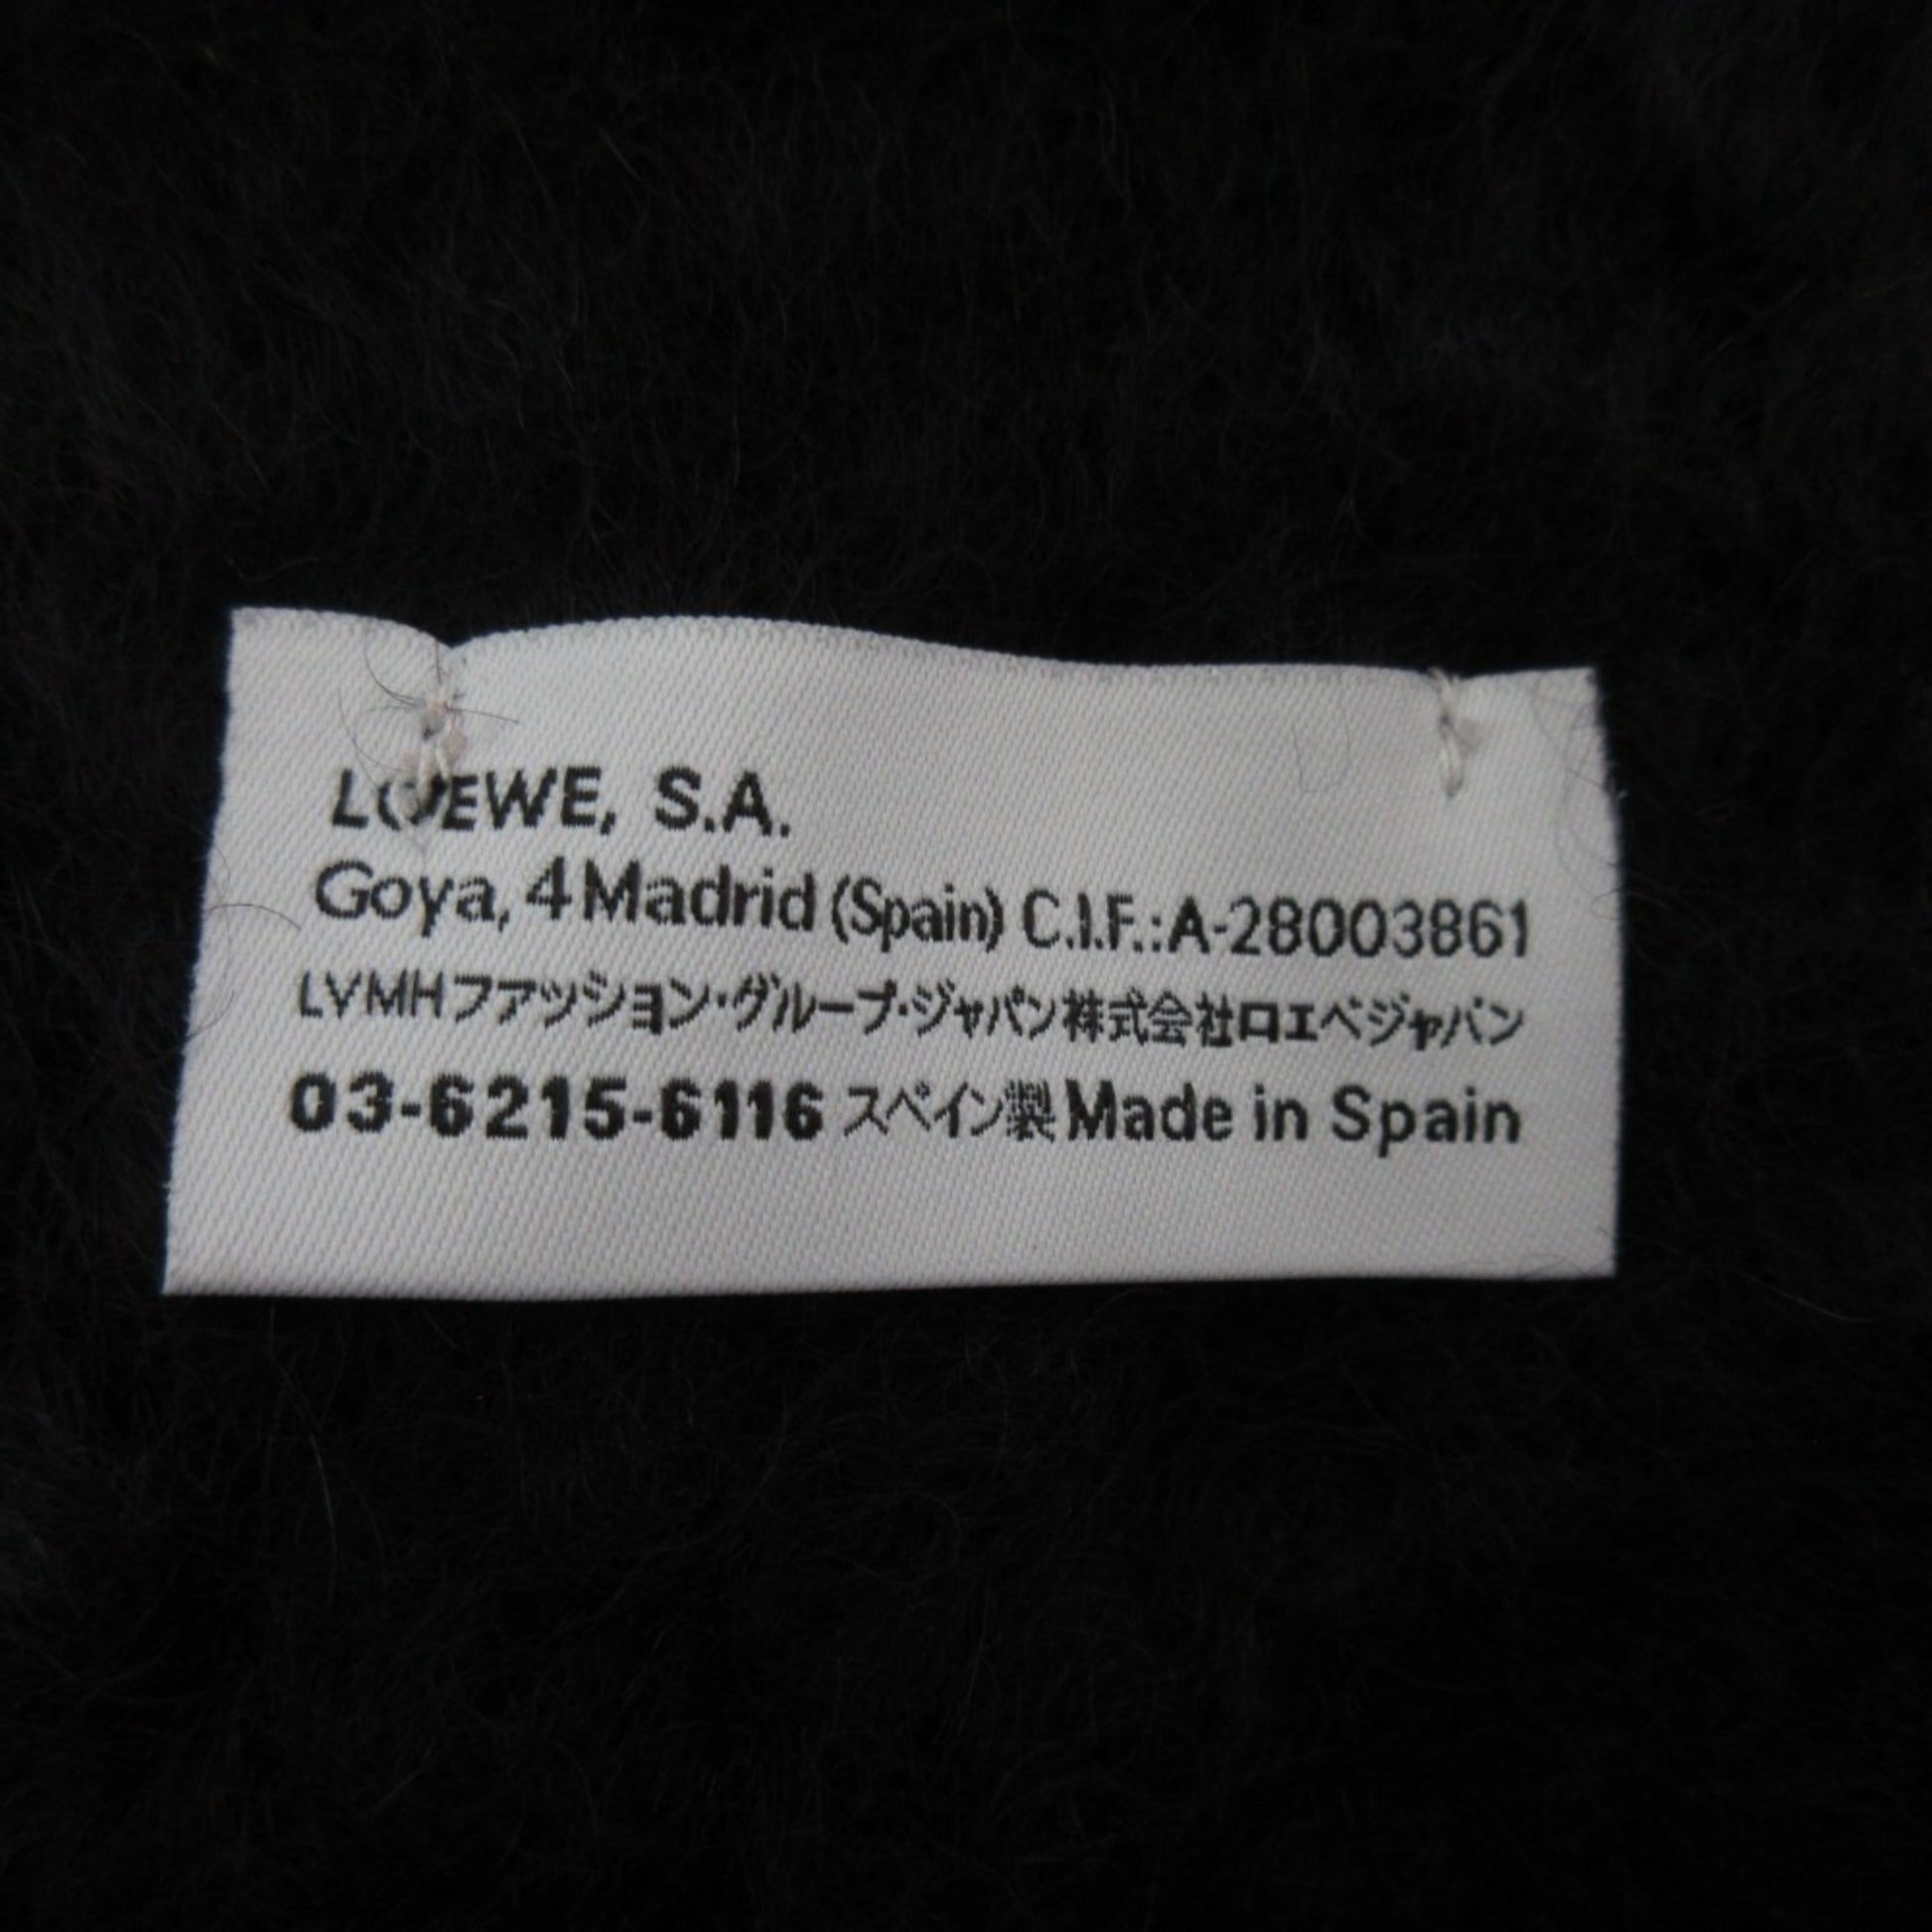 LOEWE, S.A.
Goya, 4 Madrid (Spain) C.I.F.:A-28003861
LVMHファッション・グループ・ジャパン株式会社ロエベジャパン
03-6215-6116 スペイン製 Made in Spain